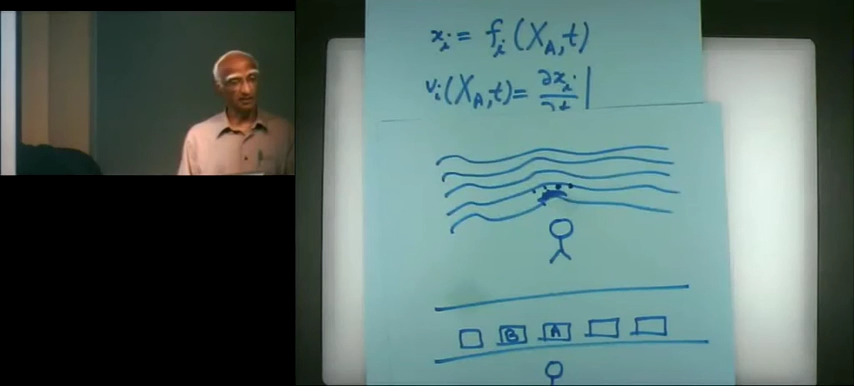 xᵢ = fᵢ(X_A, t)
vᵢ(X_A, t) = ∂xᵢ/∂t |
B A